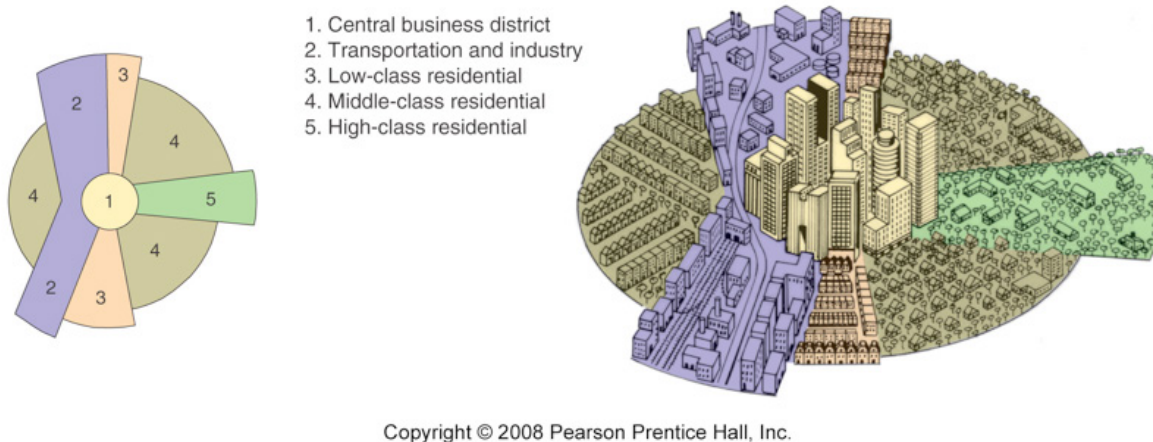 1. Central business district
2. Transportation and industry
3. Low-class residential
4. Middle-class residential
5. High-class residential
3
2
4
4
1
5
4
2
3
Copyright © 2008 Pearson Prentice Hall, Inc.